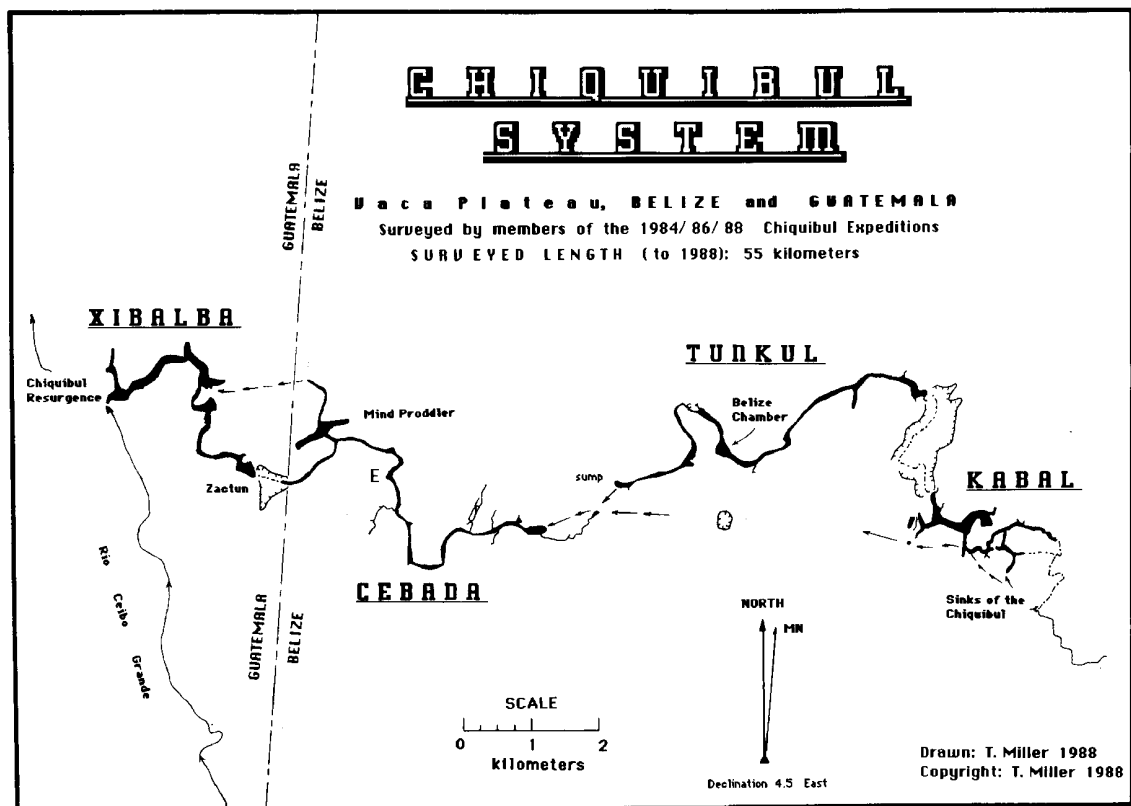 CHIQUIBUL
SYSTEM
Vaca Plateau, BELIZE and GUATEMALA
Surveyed by members of the 1984/86/88 Chiquibul Expeditions
SURVEYED LENGTH (to 1988): 55 kilometers
GUATEMALA
BELIZE
XIBALBA
TUNKUL
Chiquibul
Resurgence
Mind Proddler
Belize
Chamber
E
Zactun
sump
KABAL
CEBADA
Sinks of the
Chiquibul
Rio Ceibo Grande
GUATEMALA
BELIZE
NORTH
MN
SCALE
0 1 2
kilometers
Declination 4.5 East
Drawn: T. Miller 1988
Copyright: T. Miller 1988